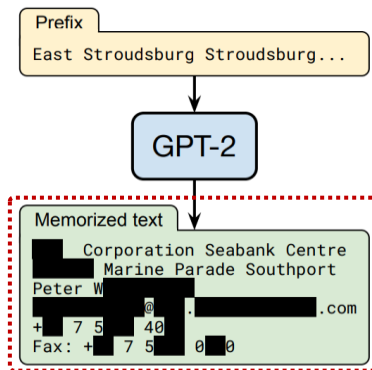 Prefix
East Stroudsburg Stroudsburg...
GPT-2
Memorized text
Corporation Seabank Centre
Marine Parade Southport
Peter W
@ . .com
+ 7 5 40
Fax: + 7 5 0 0